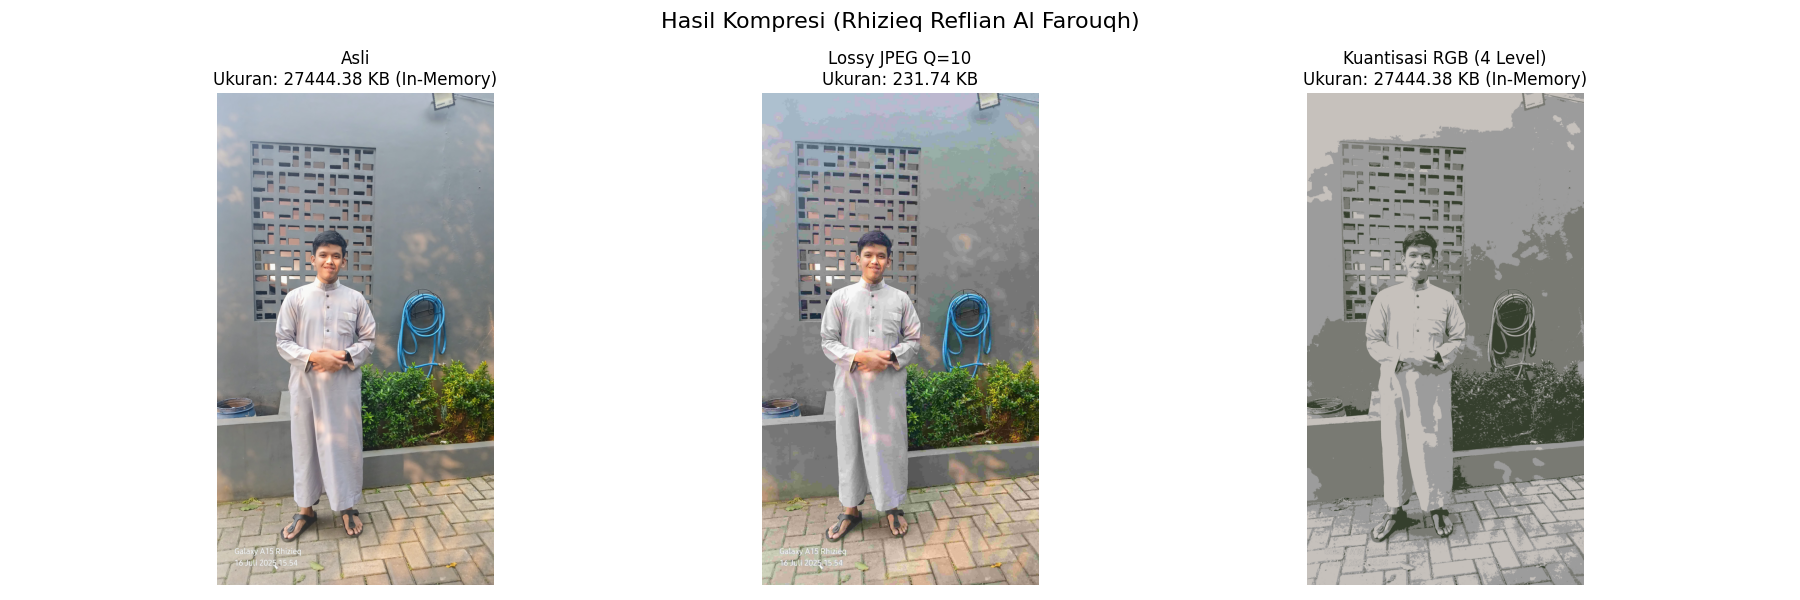 Hasil Kompresi (Rhizieq Reflian Al Farouqh)
Asli
Ukuran: 27444.38 KB (In-Memory)
Lossy JPEG Q=10
Ukuran: 231.74 KB
Kuantisasi RGB (4 Level)
Ukuran: 27444.38 KB (In-Memory)
Galaxy A15 Rhizieq
16 Juli 2025 15:54
Galaxy A15 Rhizieq
16 Juli 2025 15:54